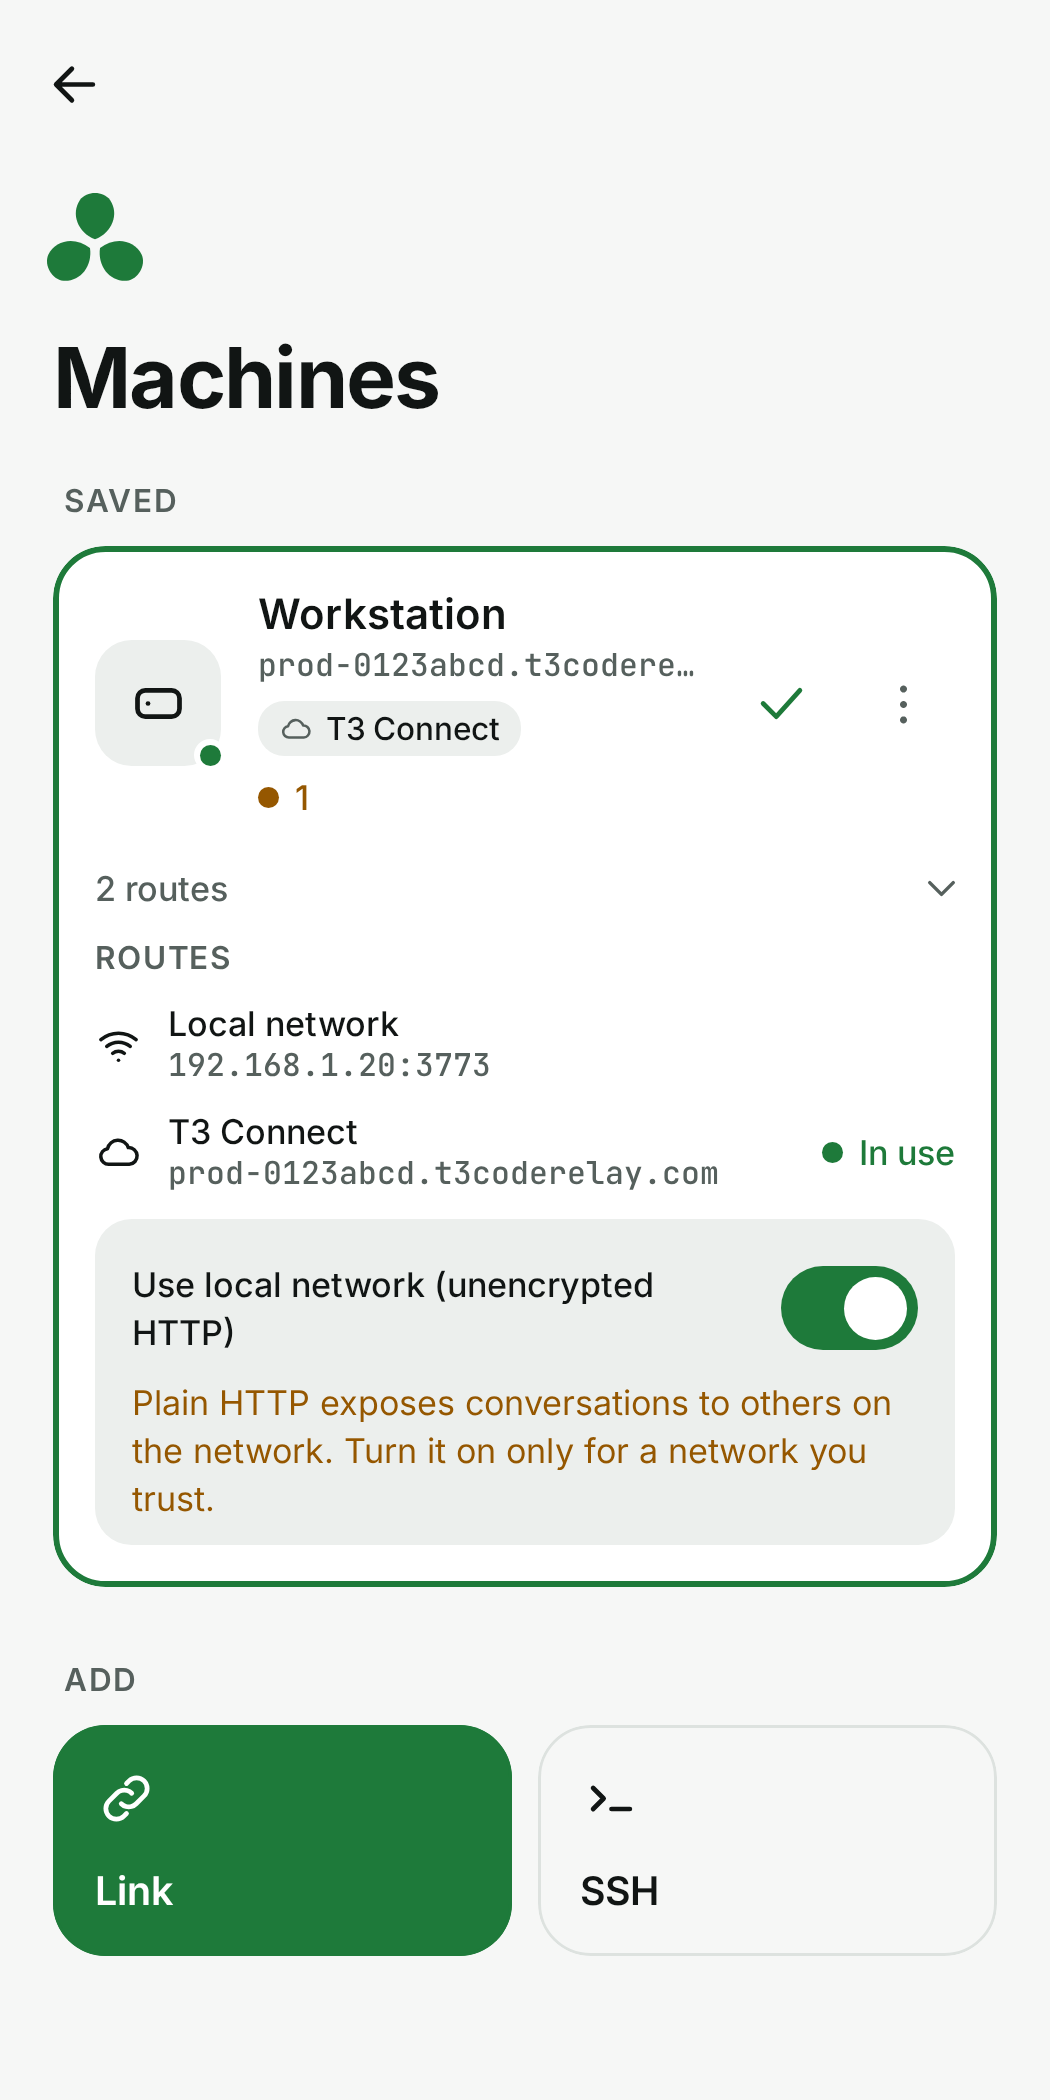 Machines
SAVED
Workstation
prod-0123abcd.t3codere…
T3 Connect
1
2 routes
ROUTES
Local network
192.168.1.20:3773
T3 Connect
prod-0123abcd.t3coderelay.com
In use
Use local network (unencrypted
HTTP)
Plain HTTP exposes conversations to others on
the network. Turn it on only for a network you
trust.
ADD
Link
SSH